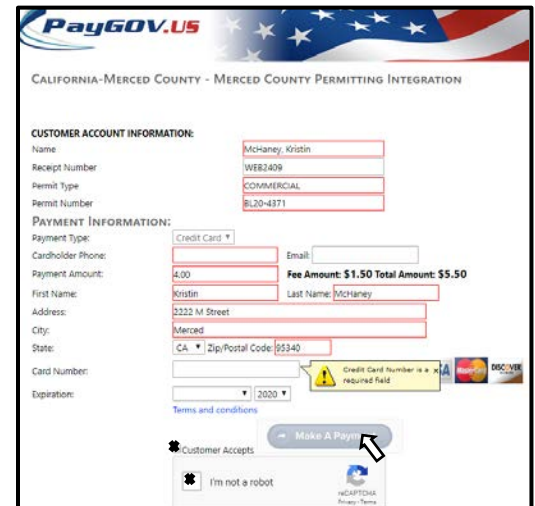 PayGOV.US
CALIFORNIA-MERCED COUNTY - MERCED COUNTY PERMITTING INTEGRATION
CUSTOMER ACCOUNT INFORMATION:
Name McHaney, Kristin
Receipt Number WEB2409
Permit Type COMMERCIAL
Permit Number BL20-4371
PAYMENT INFORMATION:
Payment Type: Credit Card
Cardholder Phone: Email:
Payment Amount: 4.00 Fee Amount: $1.50 Total Amount: $5.50
First Name: Kristin Last Name: McHaney
Address: 2222 M Street
City: Merced
State: CA Zip/Postal Code: 95340
Card Number: Credit Card Number is a x MasterCard DISCOVER
required field
Expiration: 2020
Terms and conditions
Make A Payment
Customer Accepts
I'm not a robot
reCAPTCHA
Privacy - Terms